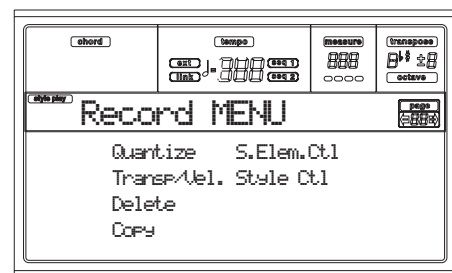 chord tempo measure transpose
ext seq 1
link seq 2
octave
style play Record MENU page
Quantize S.Elem.Ctl
Transp/Vel. Style Ctl
Delete
Copy